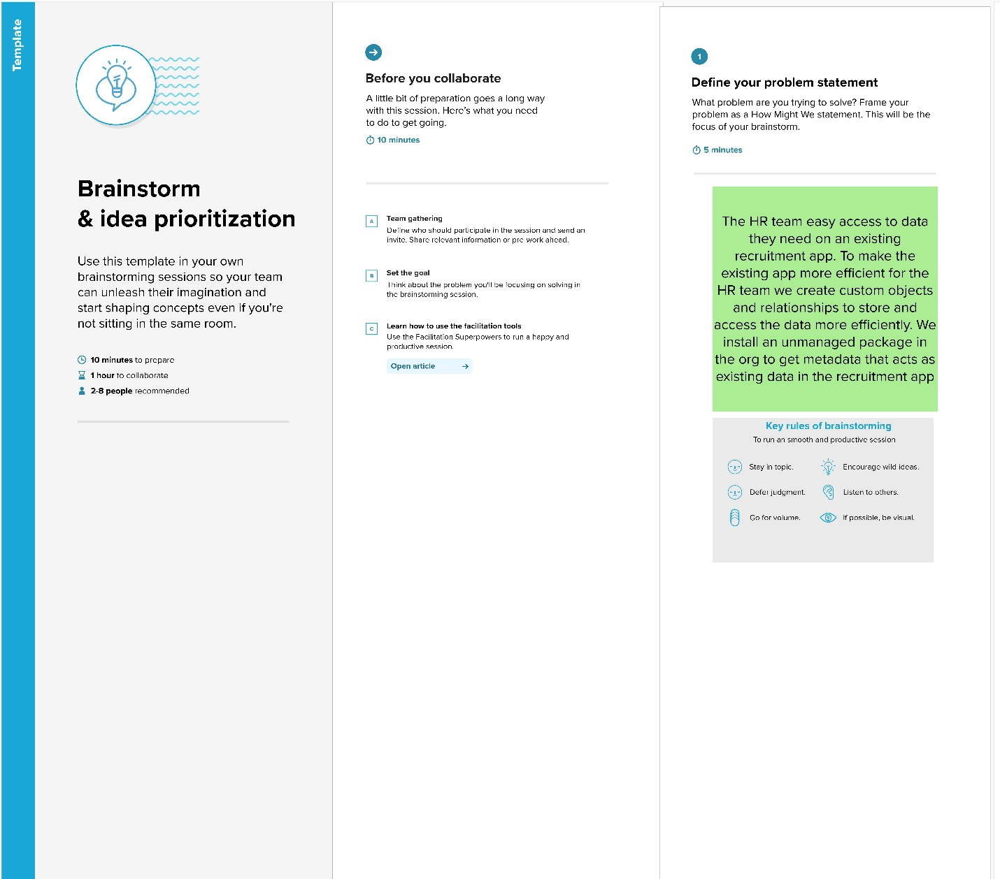 Template
Brainstorm
& idea prioritization
Use this template in your own
brainstorming sessions so your team
can unleash their imagination and
start shaping concepts even if you're
not sitting in the same room.
10 minutes to prepare
1 hour to collaborate
2-8 people recommended
Before you collaborate
A little bit of preparation goes a long way
with this session. Here's what you need
to do to get going.
10 minutes
A
Team gathering
Define who should participate in the session and send an
invite. Share relevant information or pre-work ahead.
B
Set the goal
Think about the problem you'll be focusing on solving in
the brainstorming session.
C
Learn how to use the facilitation tools
Use the Facilitation Superpowers to run a happy and
productive session.
Open article
1
Define your problem statement
What problem are you trying to solve? Frame your
problem as a How Might We statement. This will be the
focus of your brainstorm.
5 minutes
The HR team easy access to data
they need on an existing
recruitment app. To make the
existing app more efficient for the
HR team we create custom objects
and relationships to store and
access the data more efficiently. We
install an unmanaged package in
the org to get metadata that acts as
existing data in the recruitment app
Key rules of brainstorming
To run an smooth and productive session
Stay in topic.
Encourage wild ideas.
Defer judgment.
Listen to others.
Go for volume.
If possible, be visual.